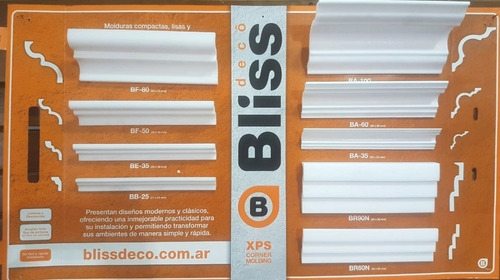 Molduras compactas, lisas y
BF-80
BF-50
BE-35
BB-25
Presentan diseños modernos y clásicos,
ofreciendo una inmejorable practicidad para
su instalación y permitiendo transformar
sus ambientes de manera simple y rápida.
blissdeco.com.ar
deco
Bliss
B
XPS
CORNER
MOLDING
BA-100
BA-60
BA-35
BR90N
BR60N
B